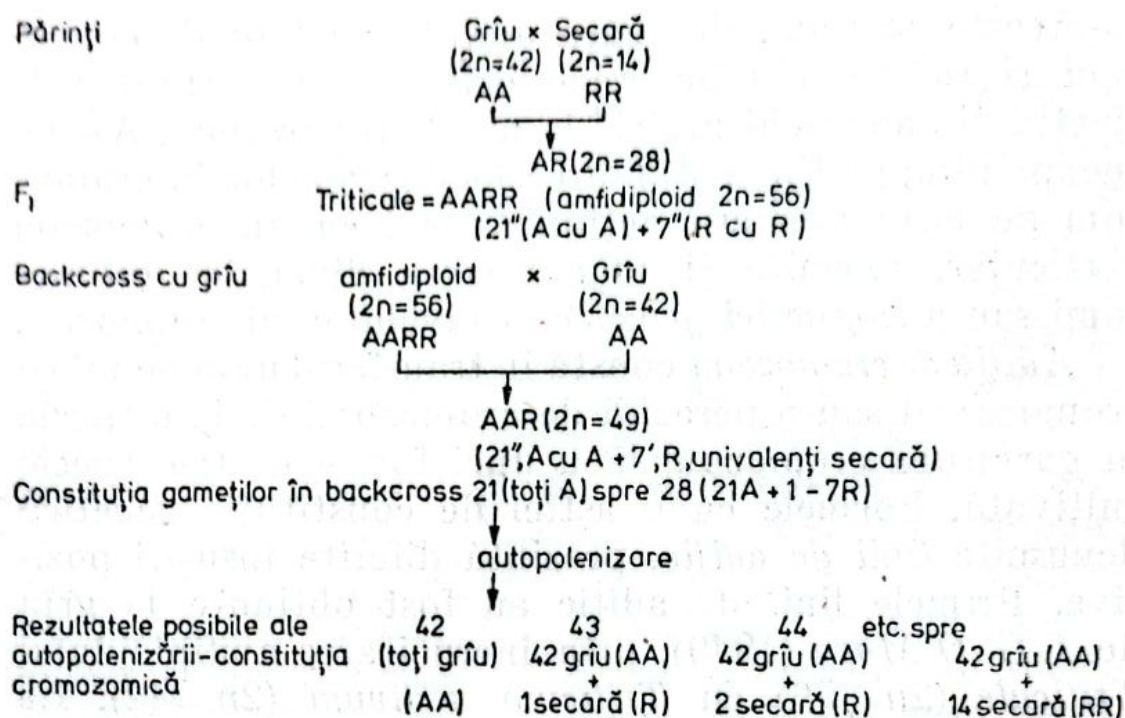 Părinţi Grîu × Secară
(2n=42) (2n=14)
AA RR
AR(2n=28)
F₁ Triticale = AARR (amfidiploid 2n=56)
(21″(A cu A) + 7″(R cu R)
Backcross cu grîu amfidiploid × Grîu
(2n=56) (2n=42)
AARR AA
AAR(2n=49)
(21″,A cu A + 7′,R,univalenţi secară)
Constituţia gameţilor în backcross 21(toţi A)spre 28(21A + 1 – 7R)
autopolenizare
Rezultatele posibile ale 42 43 44 etc. spre
autopolenizării-constituţia (toţi grîu) 42 grîu(AA) 42 grîu (AA) 42 grîu (AA)
cromozomică + + +
(AA) 1 secară (R) 2 secară (R) 14 secară (RR)